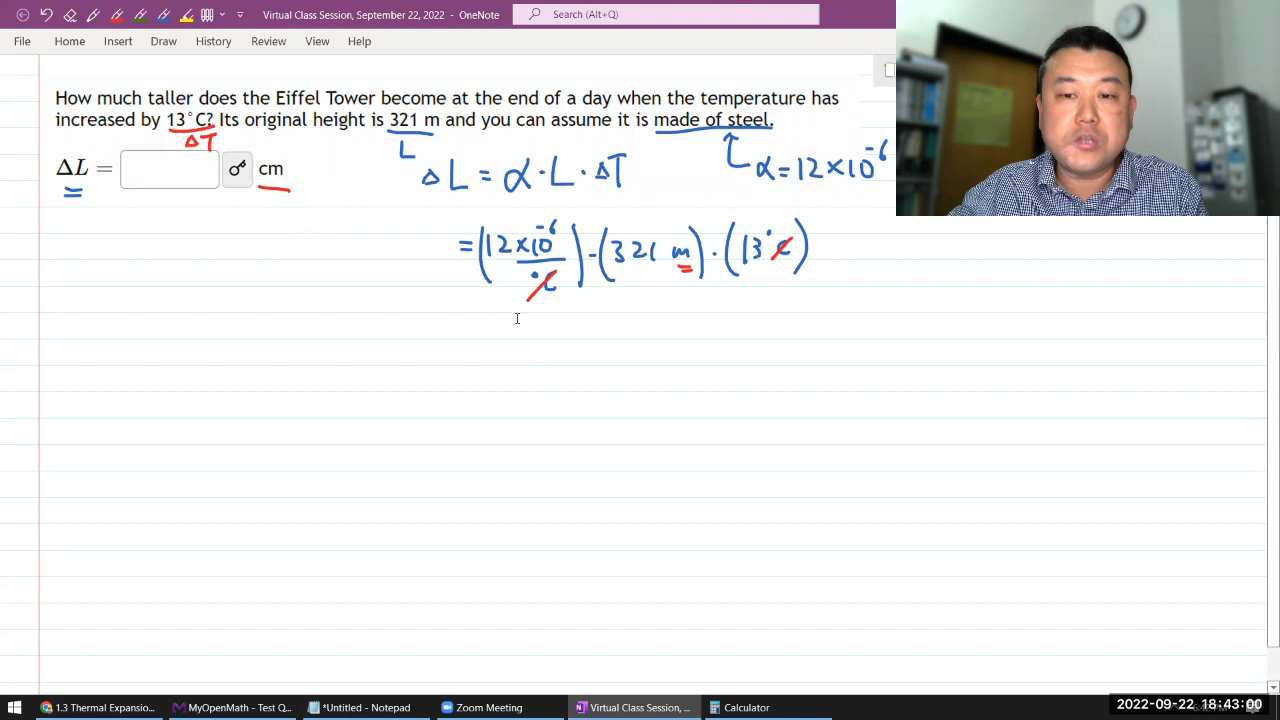 Virtual Class Session, September 22, 2022 - OneNote
Search (Alt+Q)
File Home Insert Draw History Review View Help
How much taller does the Eiffel Tower become at the end of a day when the temperature has
increased by 13°C? Its original height is 321 m and you can assume it is made of steel.
ΔT
L
ΔL = cm
ΔL = α·L·ΔT
α=12×10⁻⁶
= (12×10⁻⁶/°C)·(321 m)·(13°C)
1.3 Thermal Expansio...
MyOpenMath - Test Q...
*Untitled - Notepad
Zoom Meeting
Virtual Class Session, ...
Calculator
2022-09-22 18:43:00